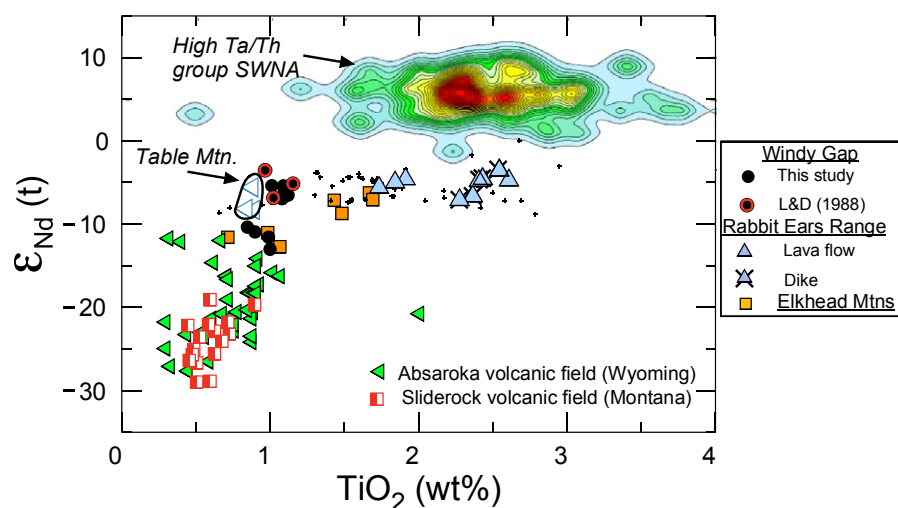 High Ta/Th
group SWNA
Table Mtn.
10
0
−10
−20
−30
εNd (t)
0
1
2
3
4
TiO2 (wt%)
Absaroka volcanic field (Wyoming)
Sliderock volcanic field (Montana)
Windy Gap
This study
L&D (1988)
Rabbit Ears Range
Lava flow
Dike
Elkhead Mtns